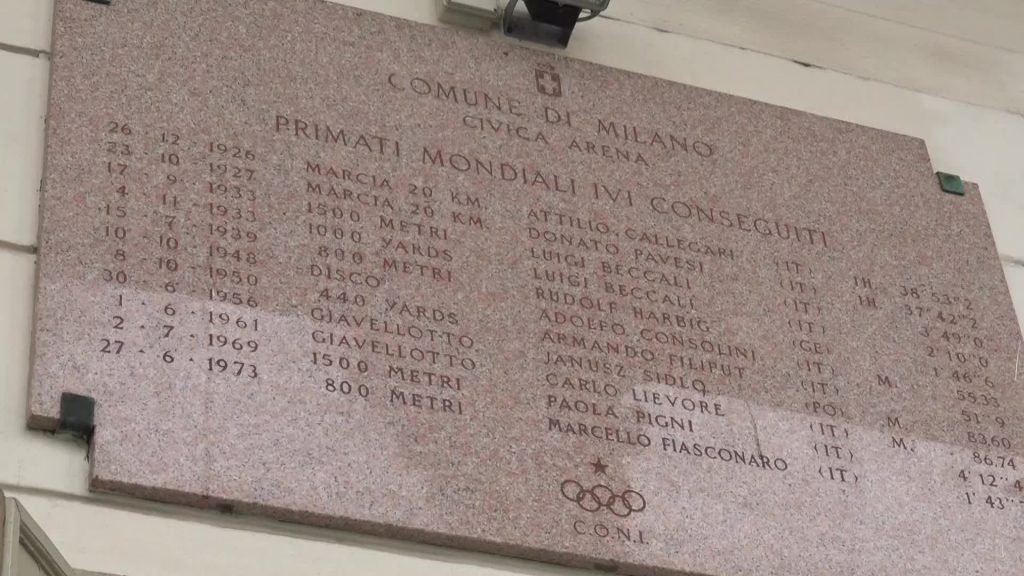 COMUNE DI MILANO
CIVICA ARENA
PRIMATI MONDIALI IVI CONSEGUITI
26 · 12 · 1926 MARCIA 20 KM. ATTILIO CALLEGARI (IT) 1H. 38'53"2
23 · 10 · 1927 MARCIA 20 KM. DONATO PAVESI (IT) 1H. 37'42"2
17 · 9 · 1933 1500 METRI LUIGI BECCALI (IT) 3'49"0
4 · 11 · 1933 1000 YARDS LUIGI BECCALI (IT) 2'10"0
15 · 7 · 1939 800 METRI RUDOLF HARBIG (GE) 1'46"6
10 · 10 · 1948 DISCO ADOLFO CONSOLINI (IT) M. 55.33
8 · 10 · 1950 440 YARDS ARMANDO FILIPUT (IT) 51"9
30 · 6 · 1956 GIAVELLOTTO JANUSZ SIDLO (POL) M. 83.60
1 · 6 · 1961 GIAVELLOTTO CARLO LIEVORE (IT) M. 86.74
2 · 7 · 1969 1500 METRI PAOLA PIGNI (IT) 4'12"4
27 · 6 · 1973 800 METRI MARCELLO FIASCONARO (IT) 1'43"
C.O.N.I.